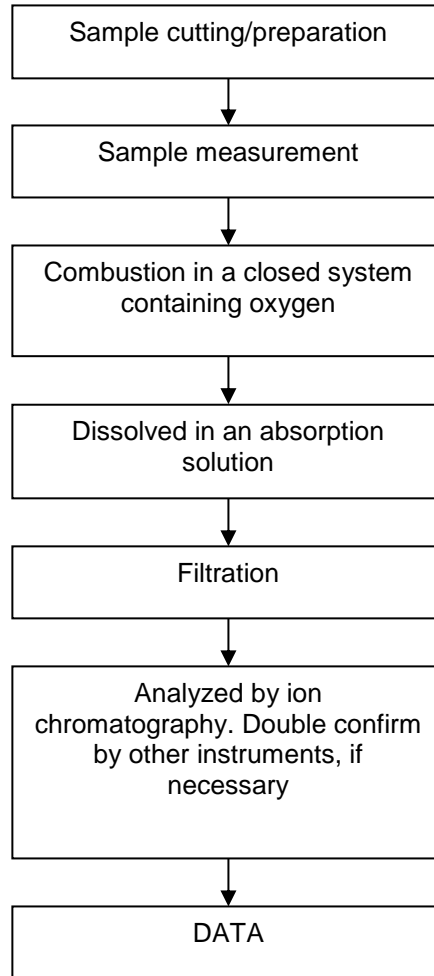 Sample cutting/preparation
Sample measurement
Combustion in a closed system
containing oxygen
Dissolved in an absorption
solution
Filtration
Analyzed by ion
chromatography. Double confirm
by other instruments, if
necessary
DATA